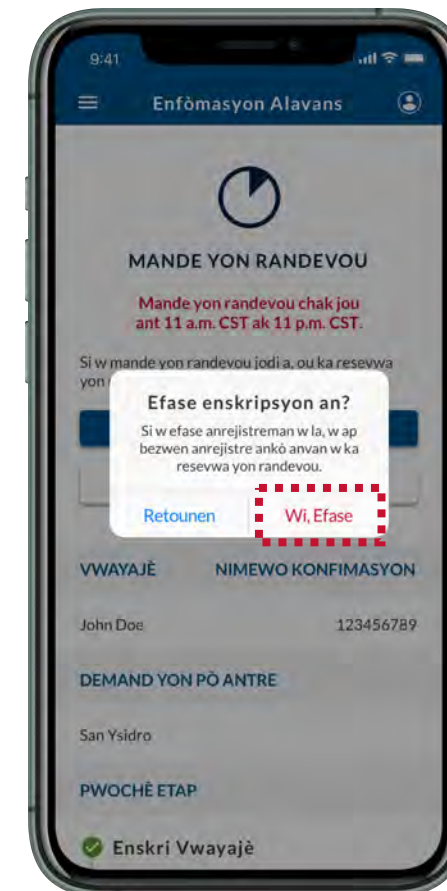 9:41
Enfòmasyon Alavans
MANDE YON RANDEVOU
Mande yon randevou chak jou
ant 11 a.m. CST ak 11 p.m. CST.
Si w mande yon randevou jodi a, ou ka resevwa
yon
Efase enskripsyon an?
Si w efase anrejistreman w la, w ap
bezwen anrejistre ankò anvan w ka
resevwa yon randevou.
Retounen Wi, Efase
VWAYAJÈ NIMEWO KONFIMASYON
John Doe 123456789
DEMAND YON PÒ ANTRE
San Ysidro
PWOCHÈ ETAP
Enskri Vwayajè